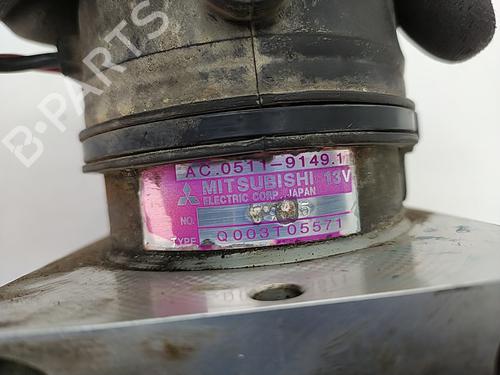 B-PARTS
AC.0511-9149.1
MITSUBISHI 13V
ELECTRIC CORP. JAPAN
NO.
TYPE Q003T05571